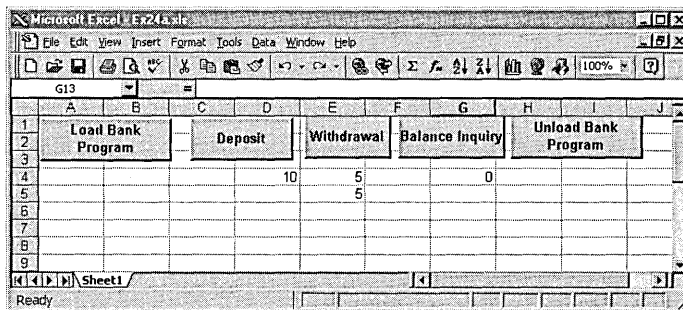 Microsoft Excel - Ex24a.xls
File Edit View Insert Format Tools Data Window Help
100%
G13 =
A B C D E F G H I J
1 Load Bank Program Deposit Withdrawal Balance Inquiry Unload Bank Program
2
3
4 10 5 0
5 5
6
7
8
9
Sheet1
Ready